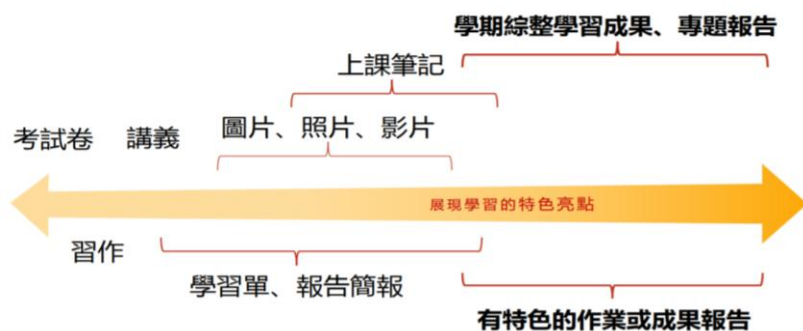 學期綜整學習成果、專題報告
上課筆記
考試卷 講義 圖片、照片、影片
展現學習的特色亮點
習作
學習單、報告簡報
有特色的作業或成果報告